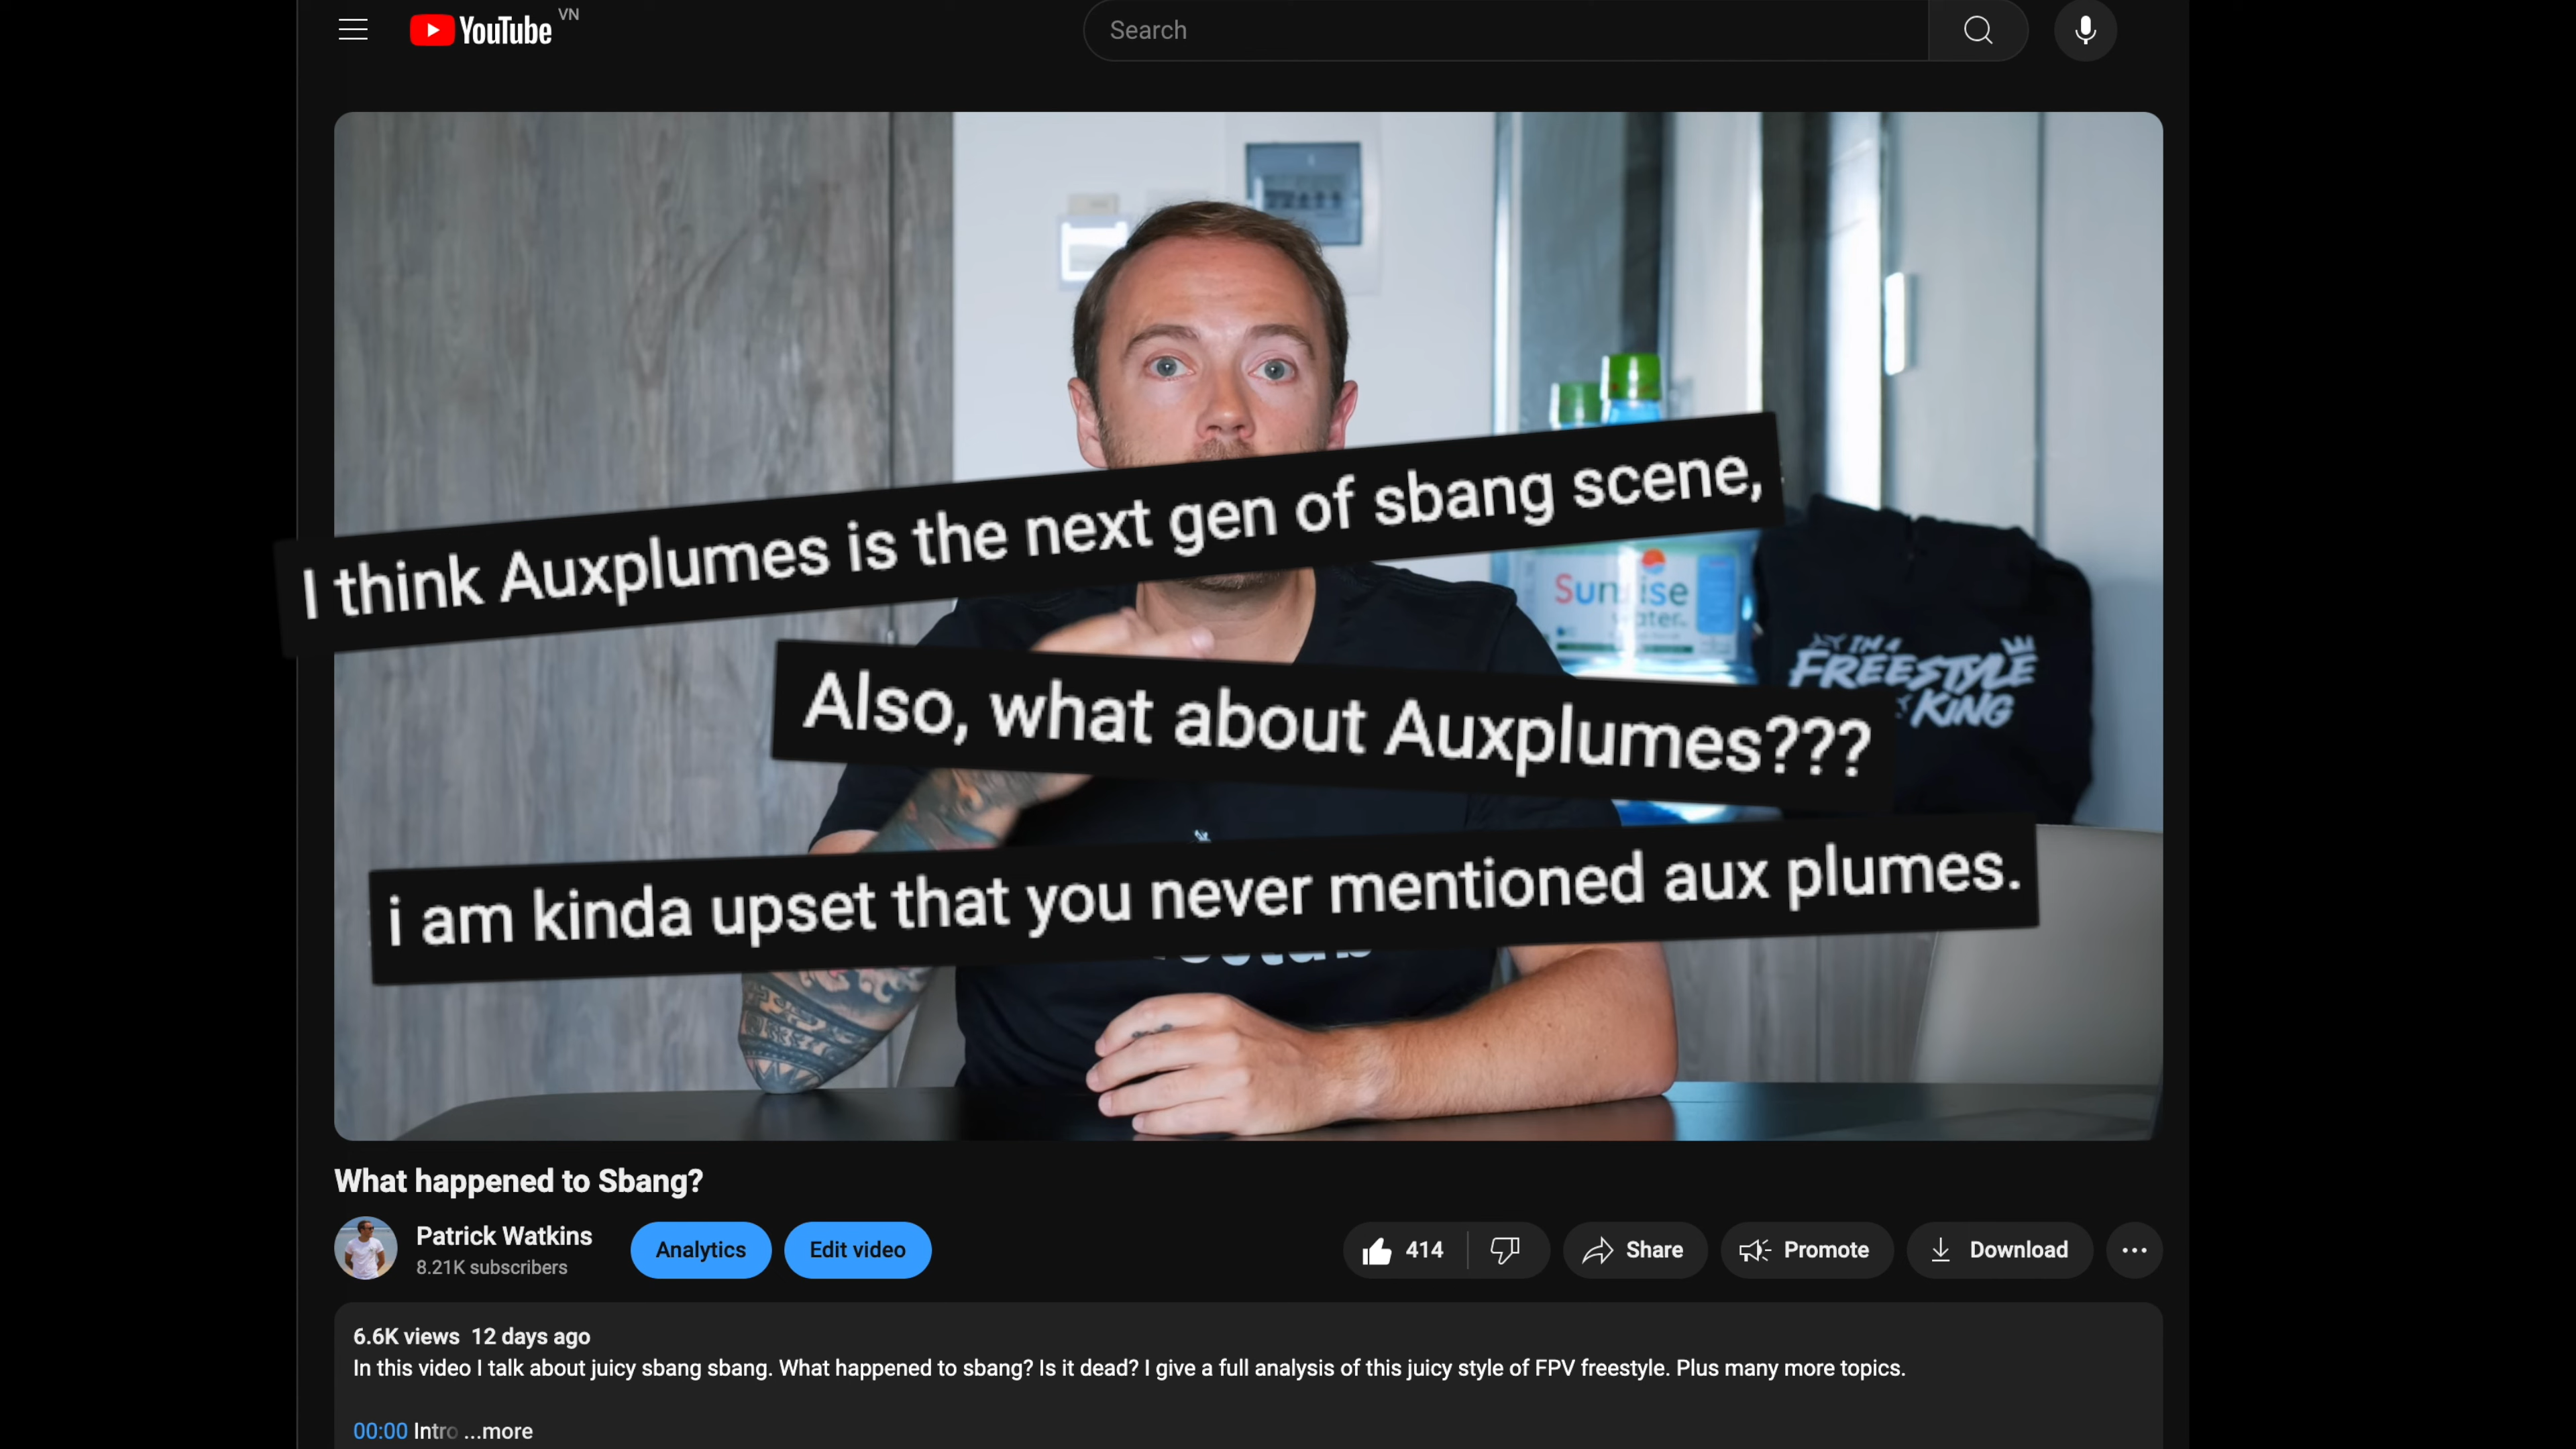 YouTube VN
Search
I think Auxplumes is the next gen of sbang scene,
Sunrise
I'M A
FREESTYLE
KING
Also, what about Auxplumes???
i am kinda upset that you never mentioned aux plumes.
What happened to Sbang?
Patrick Watkins
8.21K subscribers
Analytics
Edit video
414
Share
Promote
Download
6.6K views 12 days ago
In this video I talk about juicy sbang sbang. What happened to sbang? Is it dead? I give a full analysis of this juicy style of FPV freestyle. Plus many more topics.
00:00 Intro ...more